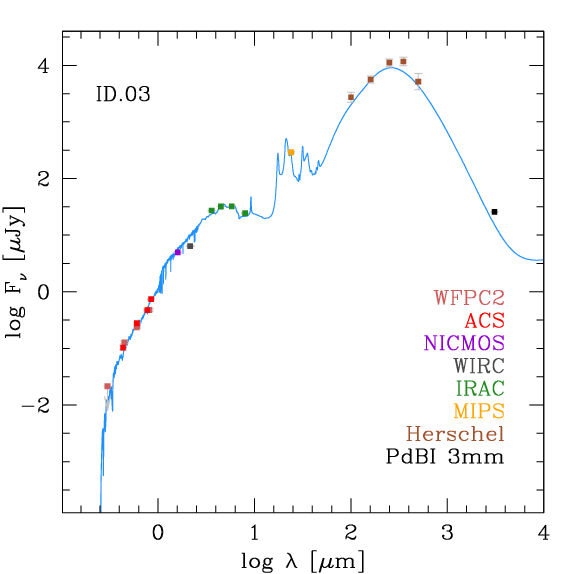 4
2
0
−2
ID.03
WFPC2
ACS
NICMOS
WIRC
IRAC
MIPS
Herschel
PdBI 3mm
log Fν [μJy]
0 1 2 3 4
log λ [μm]